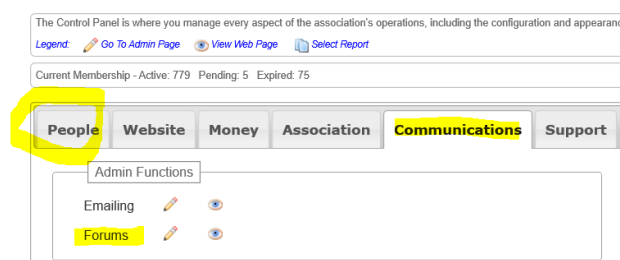 The Control Panel is where you manage every aspect of the association's operations, including the configuration and appearan
Legend: Go To Admin Page View Web Page Select Report
Current Membership - Active: 779 Pending: 5 Expired: 75
People Website Money Association Communications Support
Admin Functions
Emailing
Forums